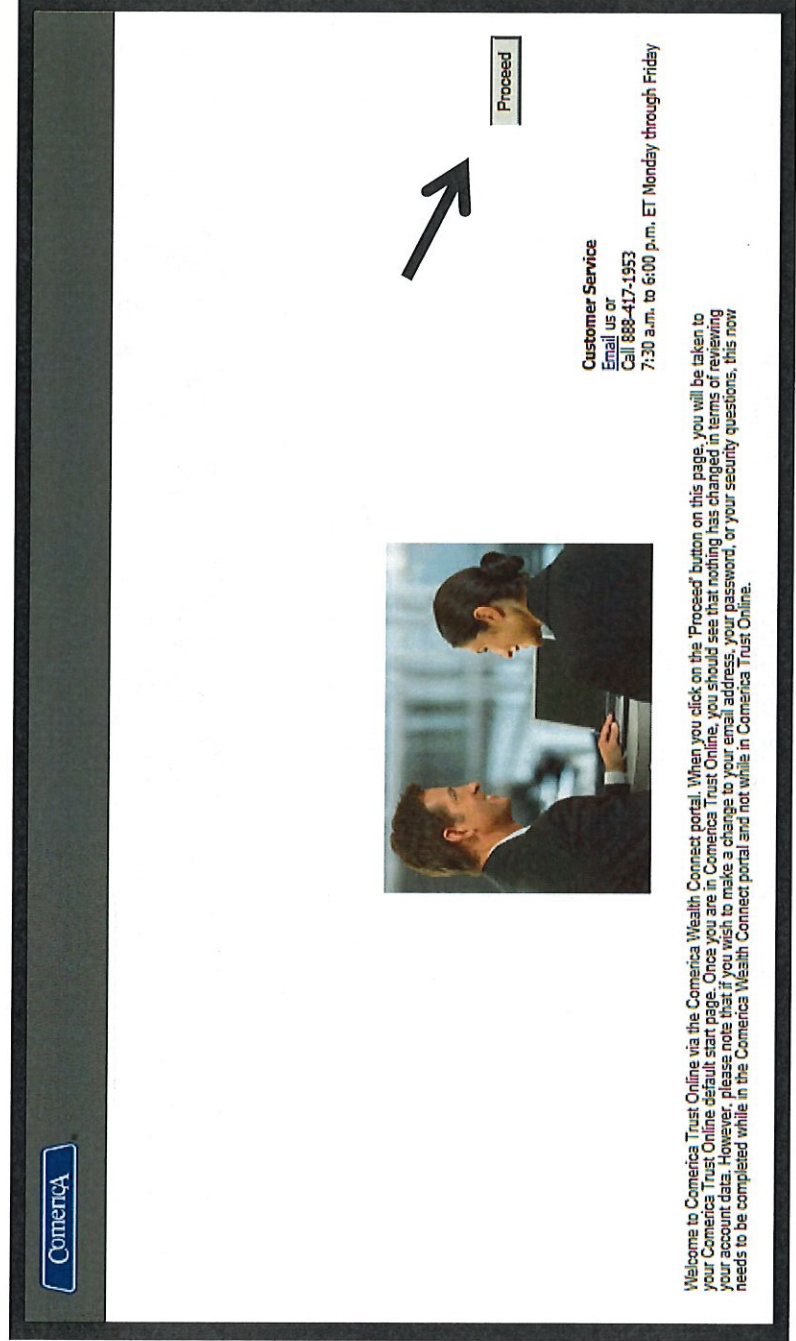 Comerica
Proceed
Customer Service
Email us or
Call 888-417-1953
7:30 a.m. to 6:00 p.m. ET Monday through Friday
Welcome to Comerica Trust Online via the Comerica Wealth Connect portal. When you click on the 'Proceed' button on this page, you will be taken to
your Comerica Trust Online default start page. Once you are in Comerica Trust Online, you should see that nothing has changed in terms of reviewing
your account data. However, please note that if you wish to make a change to your email address, your password, or your security questions, this now
needs to be completed while in the Comerica Wealth Connect portal and not while in Comerica Trust Online.